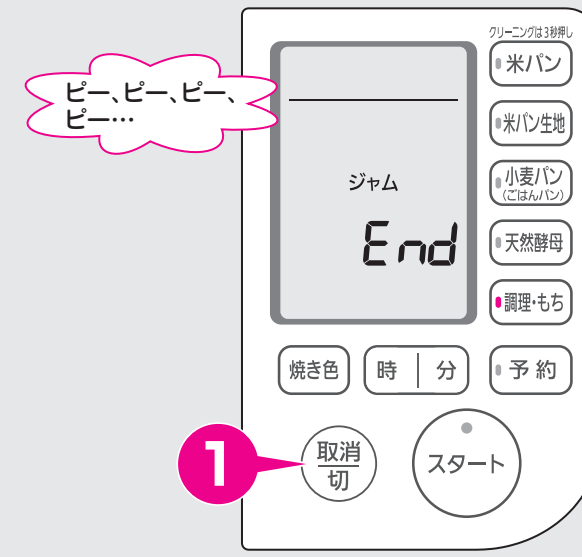 クリーニングは3秒押し
米パン
ピー、ピー、ピー、
ピー…
米パン生地
ジャム
小麦パン
(ごはんパン)
End
天然酵母
調理・もち
焼き色
時
分
予約
1
取消
切
スタート